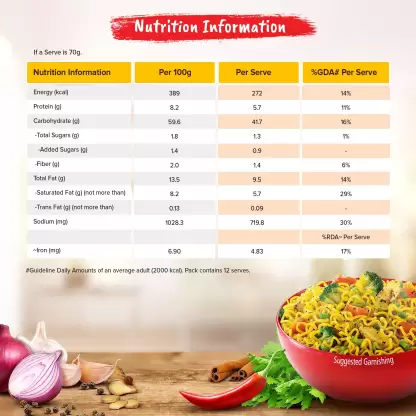 Nutrition Information
If a Serve is 70g.
Nutrition Information Per 100g Per Serve %GDA# Per Serve
Energy (kcal) 389 272 14%
Protein (g) 8.2 5.7 11%
Carbohydrate (g) 59.6 41.7 16%
-Total Sugars (g) 1.8 1.3 1%
-Added Sugars (g) 1.4 0.9 -
-Fiber (g) 2.0 1.4 6%
Total Fat (g) 13.5 9.5 14%
-Saturated Fat (g) (not more than) 8.2 5.7 29%
-Trans Fat (g) (not more than) 0.13 0.09 -
Sodium (mg) 1028.3 719.8 30%
%RDA~ Per Serve
~Iron (mg) 6.90 4.83 17%
#Guideline Daily Amounts of an average adult (2000 kcal). Pack contains 12 serves.
Suggested Garnishing